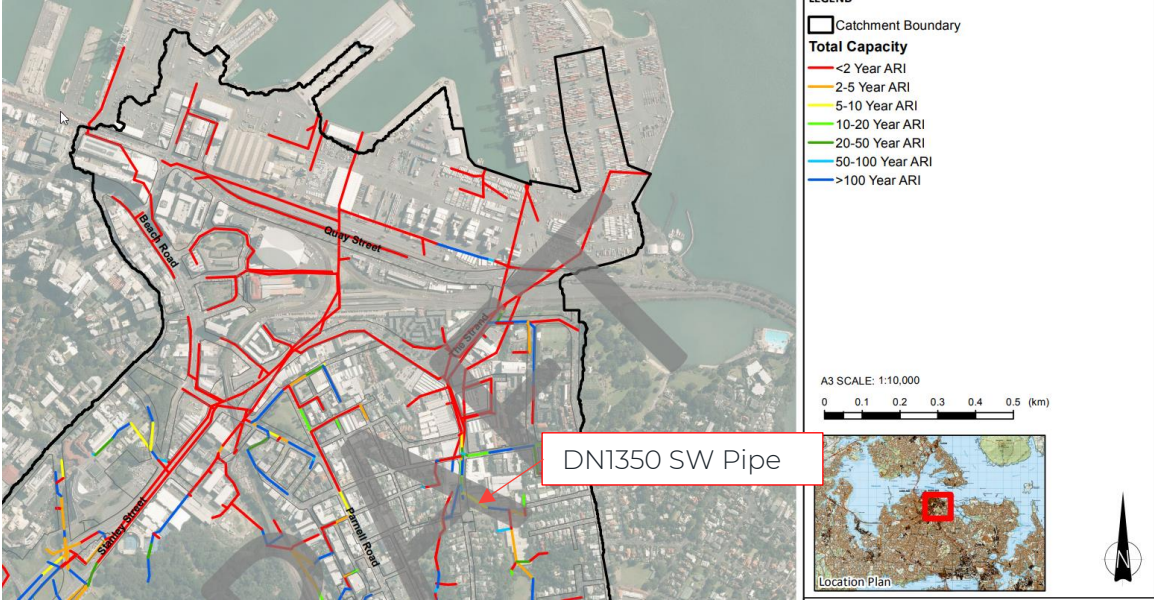 LEGEND
Catchment Boundary
Total Capacity
<2 Year ARI
2-5 Year ARI
5-10 Year ARI
10-20 Year ARI
20-50 Year ARI
50-100 Year ARI
>100 Year ARI
Beach Road
Quay Street
The Strand
Stanley Street
Parnell Road
DN1350 SW Pipe
A3 SCALE: 1:10,000
0 0.1 0.2 0.3 0.4 0.5 (km)
Location Plan
N